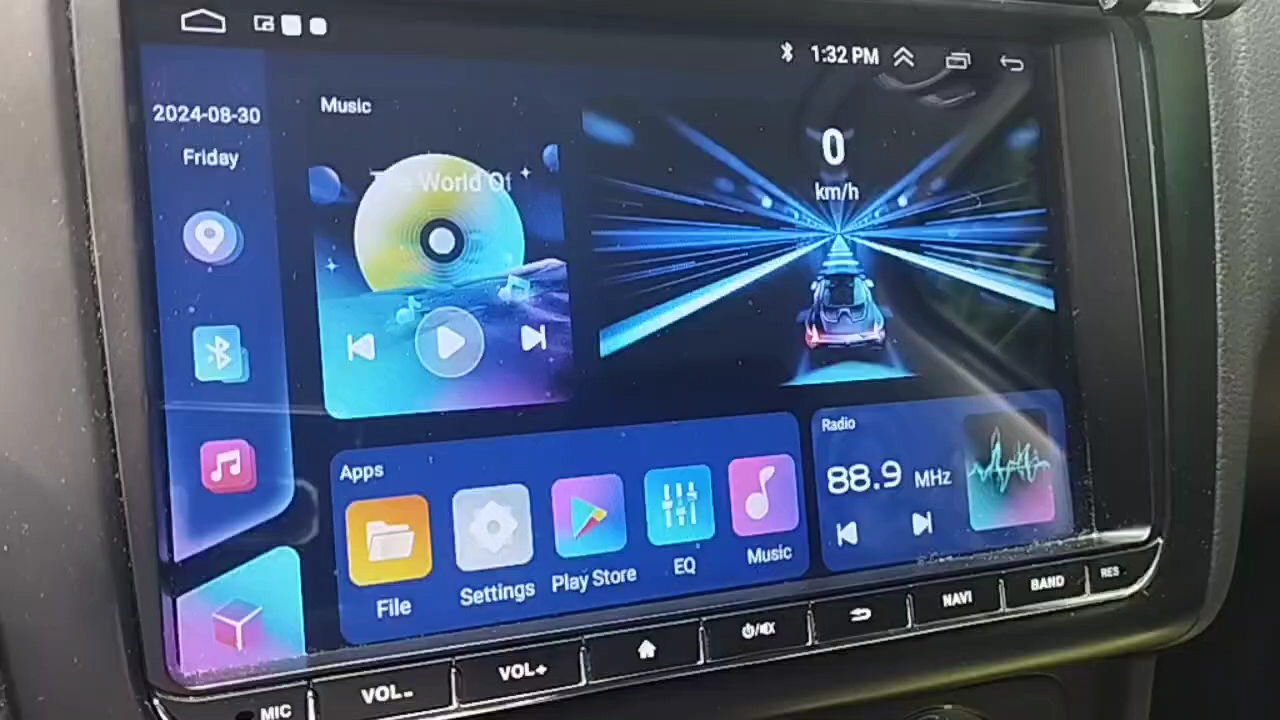 1:32 PM
2024-08-30
Friday
Music
The World Of
0
km/h
Apps
File
Settings
Play Store
EQ
Music
Radio
88.9 MHz
MIC
VOL-
VOL+
NAVI
BAND
RES